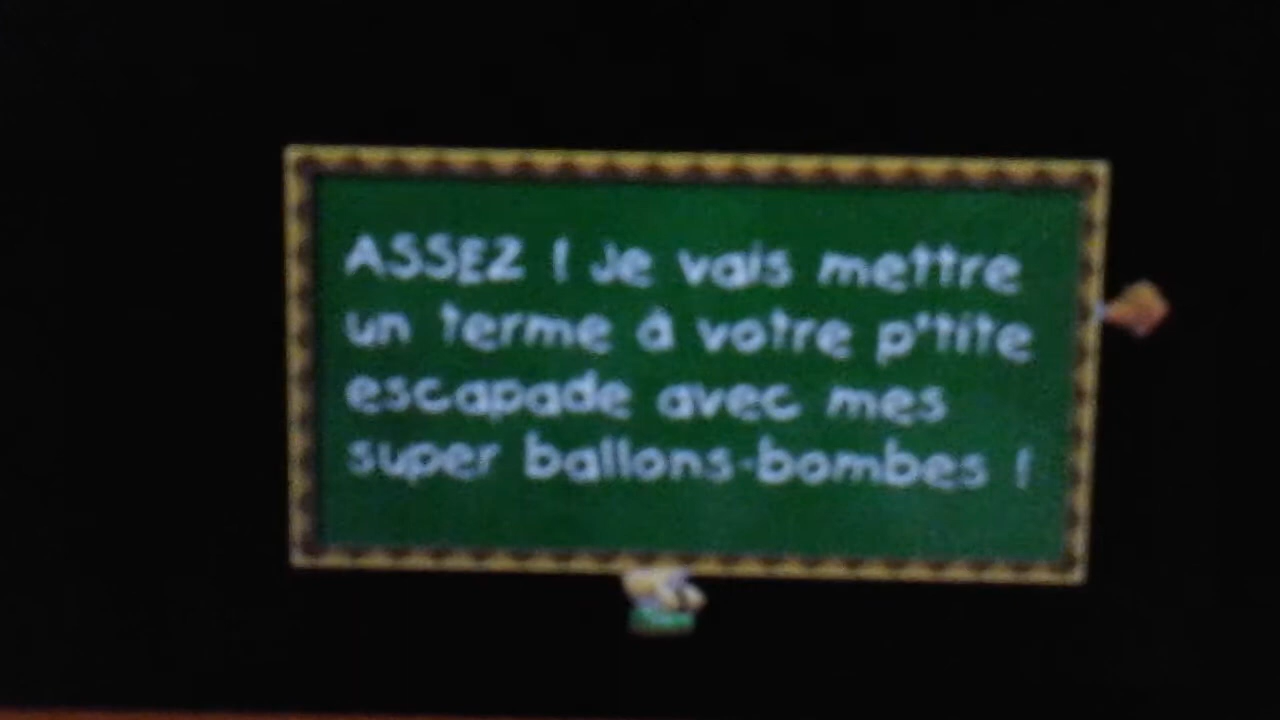 ASSEZ ! Je vais mettre
un terme à votre p'tite
escapade avec mes
super ballons-bombes !